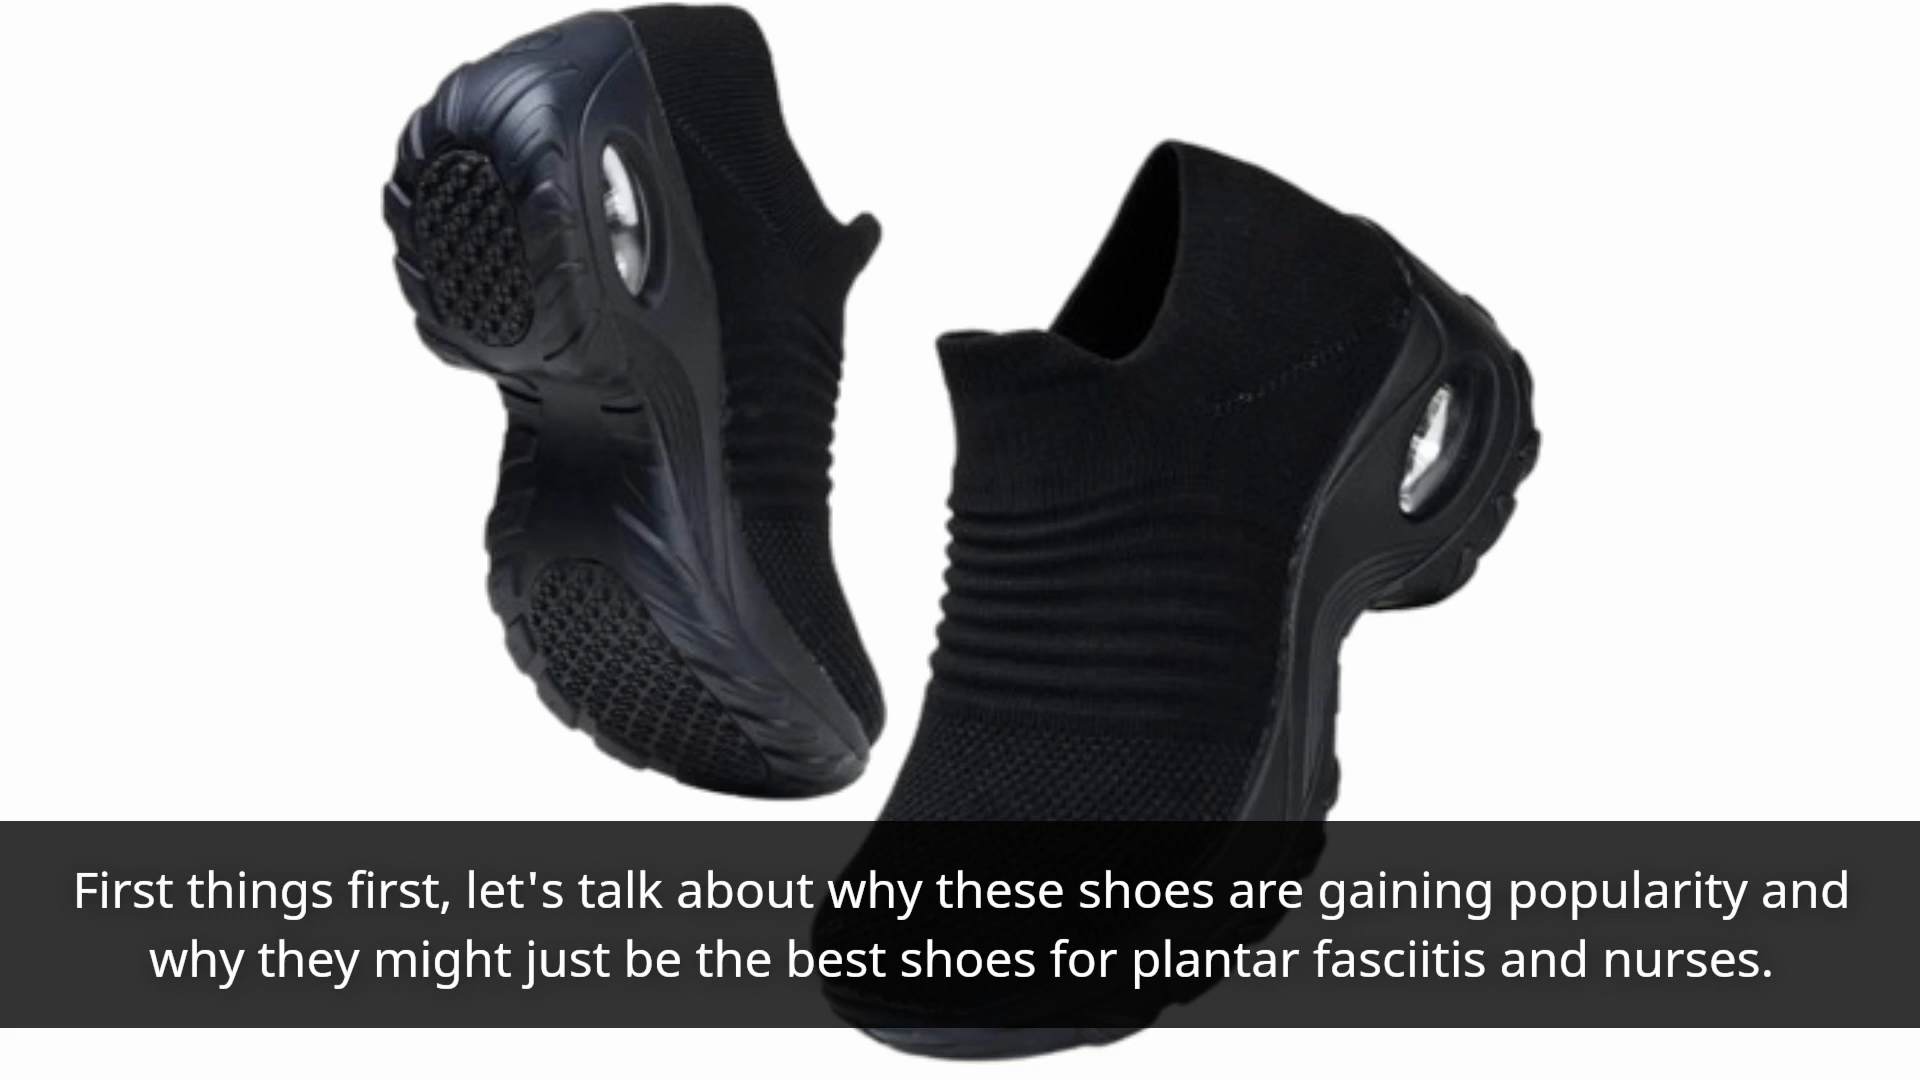 First things first, let's talk about why these shoes are gaining popularity and
why they might just be the best shoes for plantar fasciitis and nurses.